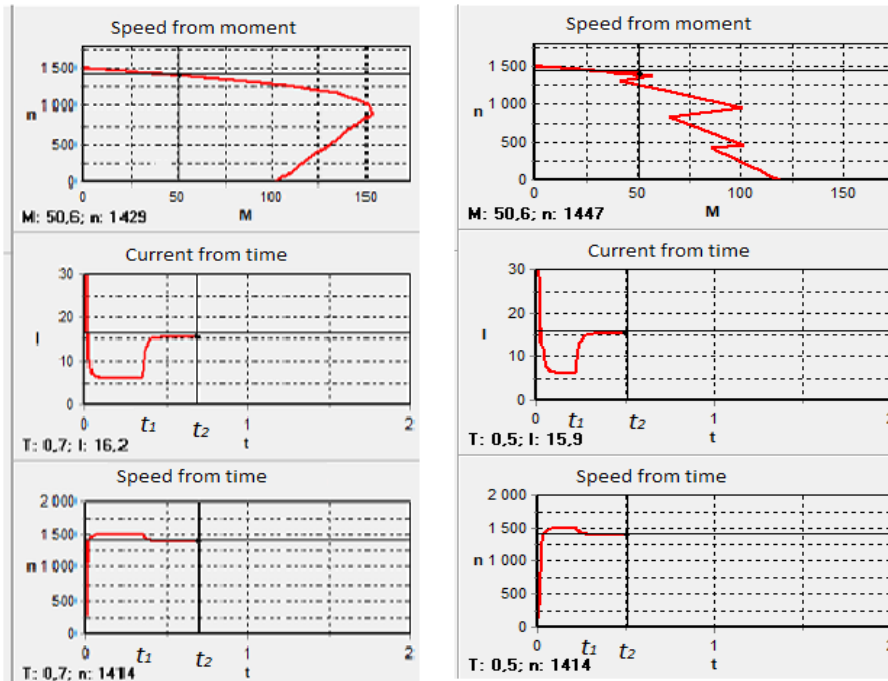 Speed from moment
1 500
1 000
n
500
0
0 50 100 150
M: 50,6; n: 1429 M
Current from time
30
20
I
10
0
0 t1 t2 1 2
T: 0,7; I: 16,2 t
Speed from time
2 000
1 500
n 1 000
500
0
0 t1 t2 1 2
T: 0,7; n: 1414 t
Speed from moment
1 500
n 1 000
500
0
0 50 100 150
M: 50,6; n: 1447 M
Current from time
30
20
I
10
0
0 t1 t2 1 2
T: 0,5; I: 15,9 t
Speed from time
2 000
1 500
n 1 000
500
0
0 t1 t2 1 2
T: 0,5; n: 1414 t